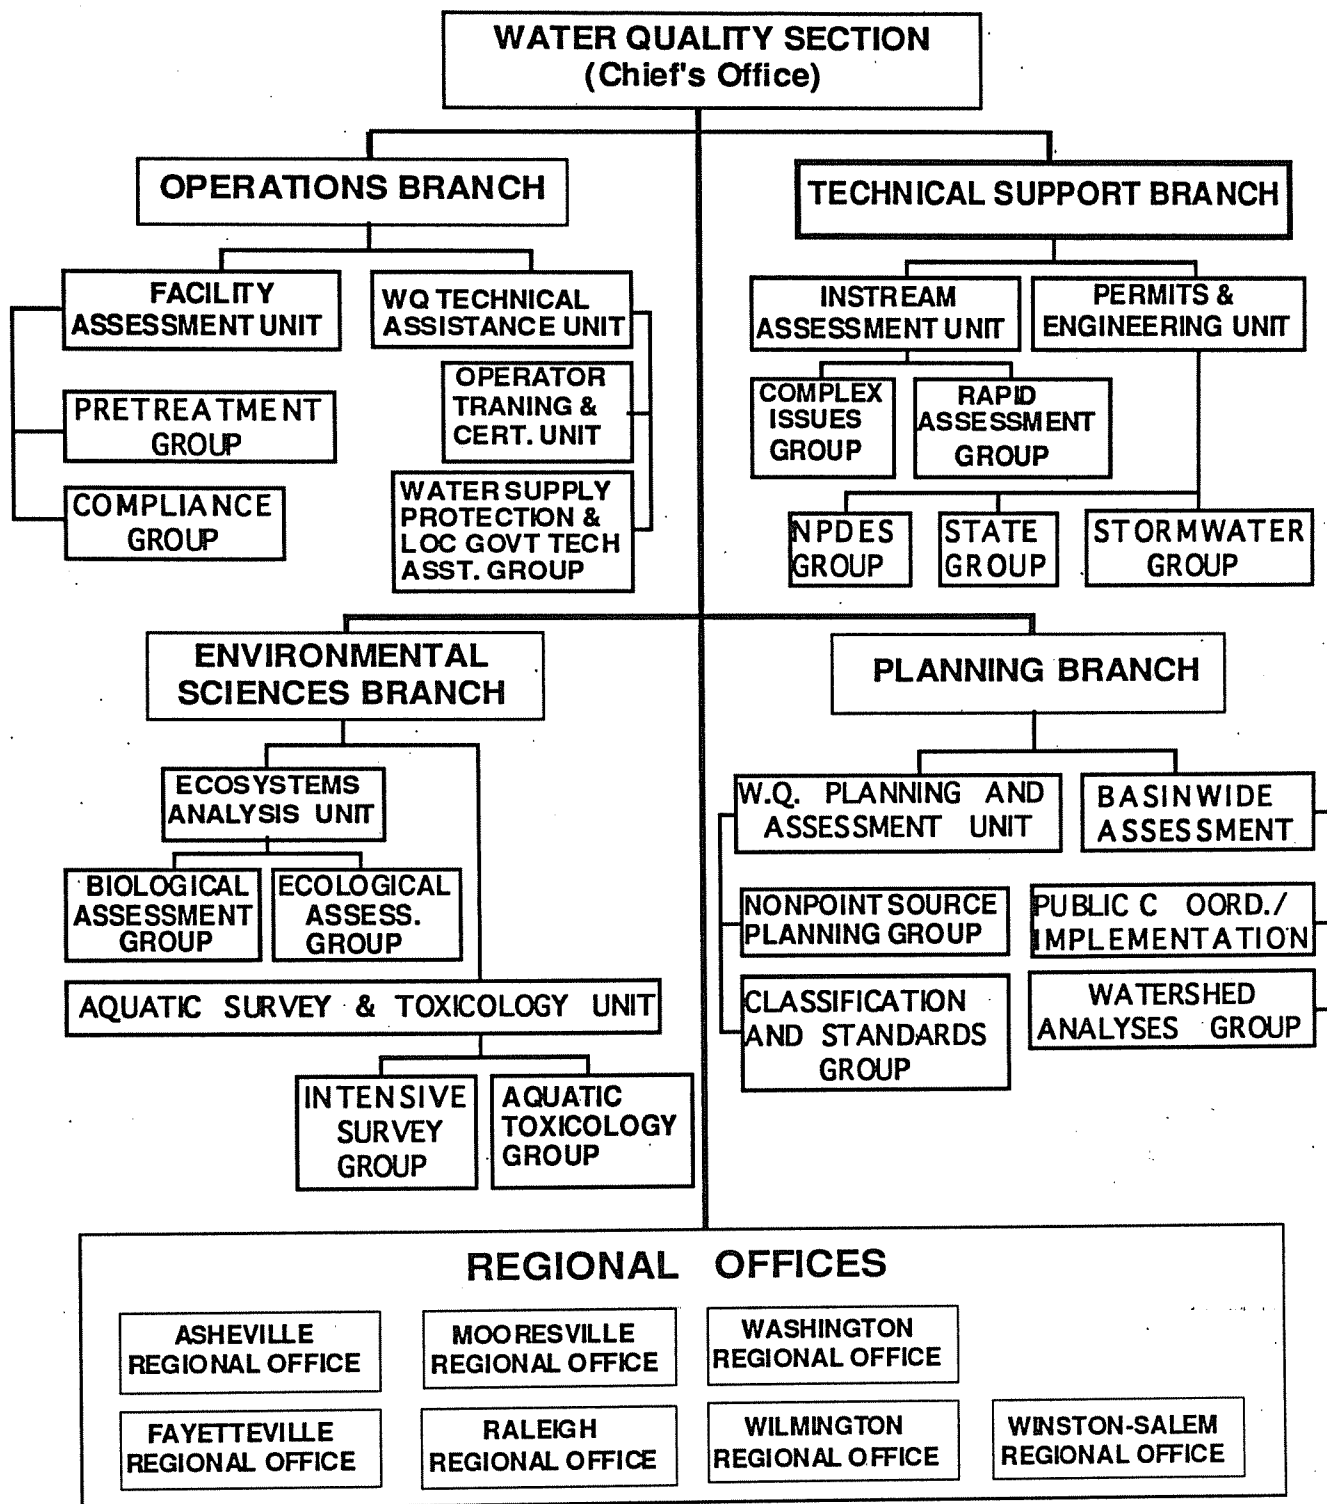 WATER QUALITY SECTION
(Chief's Office)
OPERATIONS BRANCH
TECHNICAL SUPPORT BRANCH
FACILITY
ASSESSMENT UNIT
WQ TECHNICAL
ASSISTANCE UNIT
INSTREAM
ASSESSMENT UNIT
PERMITS &
ENGINEERING UNIT
PRETREATMENT
GROUP
OPERATOR
TRANING &
CERT. UNIT
COMPLEX
ISSUES
GROUP
RAPID
ASSESSMENT
GROUP
COMPLIANCE
GROUP
WATER SUPPLY
PROTECTION &
LOC GOVT TECH
ASST. GROUP
NPDES
GROUP
STATE
GROUP
STORMWATER
GROUP
ENVIRONMENTAL
SCIENCES BRANCH
PLANNING BRANCH
ECOSYSTEMS
ANALYSIS UNIT
W.Q. PLANNING AND
ASSESSMENT UNIT
BASINWIDE
ASSESSMENT
BIOLOGICAL
ASSESSMENT
GROUP
ECOLOGICAL
ASSESS.
GROUP
NONPOINT SOURCE
PLANNING GROUP
PUBLIC C OORD./
IMPLEMENTATION
AQUATIC SURVEY & TOXICOLOGY UNIT
CLASSIFICATION
AND STANDARDS
GROUP
WATERSHED
ANALYSES GROUP
INTENSIVE
SURVEY
GROUP
AQUATIC
TOXICOLOGY
GROUP
REGIONAL OFFICES
ASHEVILLE
REGIONAL OFFICE
MOORESVILLE
REGIONAL OFFICE
WASHINGTON
REGIONAL OFFICE
FAYETTEVILLE
REGIONAL OFFICE
RALEIGH
REGIONAL OFFICE
WILMINGTON
REGIONAL OFFICE
WINSTON-SALEM
REGIONAL OFFICE